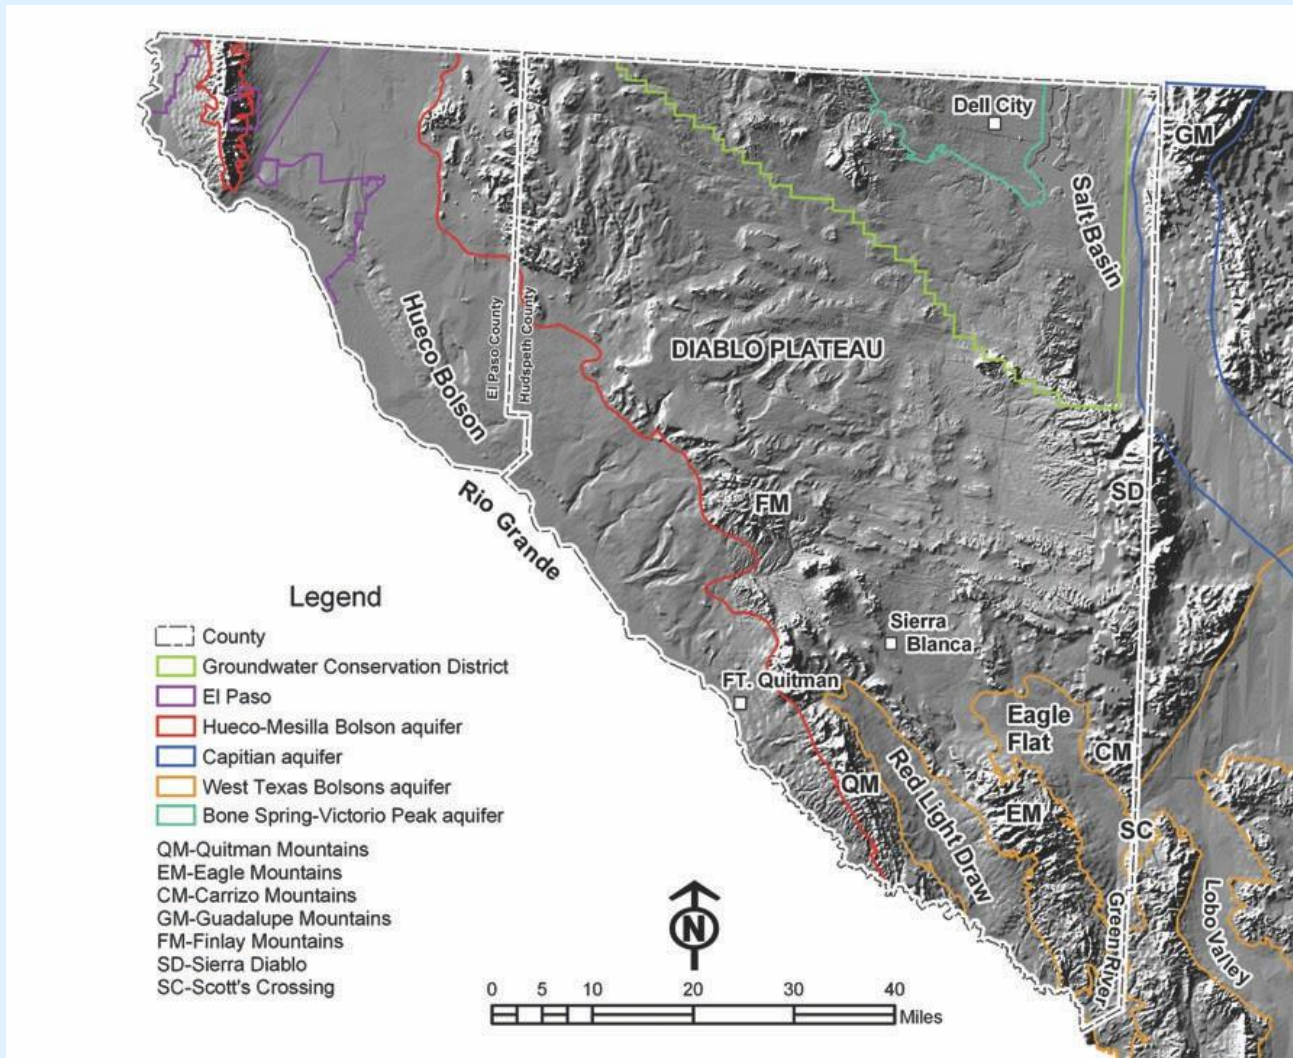 Dell City
GM
Salt Basin
Hueco Bolson
El Paso County
Hudspeth County
DIABLO PLATEAU
Rio Grande
FM
SD
Sierra
Blanca
FT. Quitman
Eagle
Flat
CM
QM
Red Light Draw
EM
SC
Green River
Lobo Valley
Legend
County
Groundwater Conservation District
El Paso
Hueco-Mesilla Bolson aquifer
Capitian aquifer
West Texas Bolsons aquifer
Bone Spring-Victorio Peak aquifer
QM-Quitman Mountains
EM-Eagle Mountains
CM-Carrizo Mountains
GM-Guadalupe Mountains
FM-Finlay Mountains
SD-Sierra Diablo
SC-Scott's Crossing
N
0 5 10 20 30 40
Miles